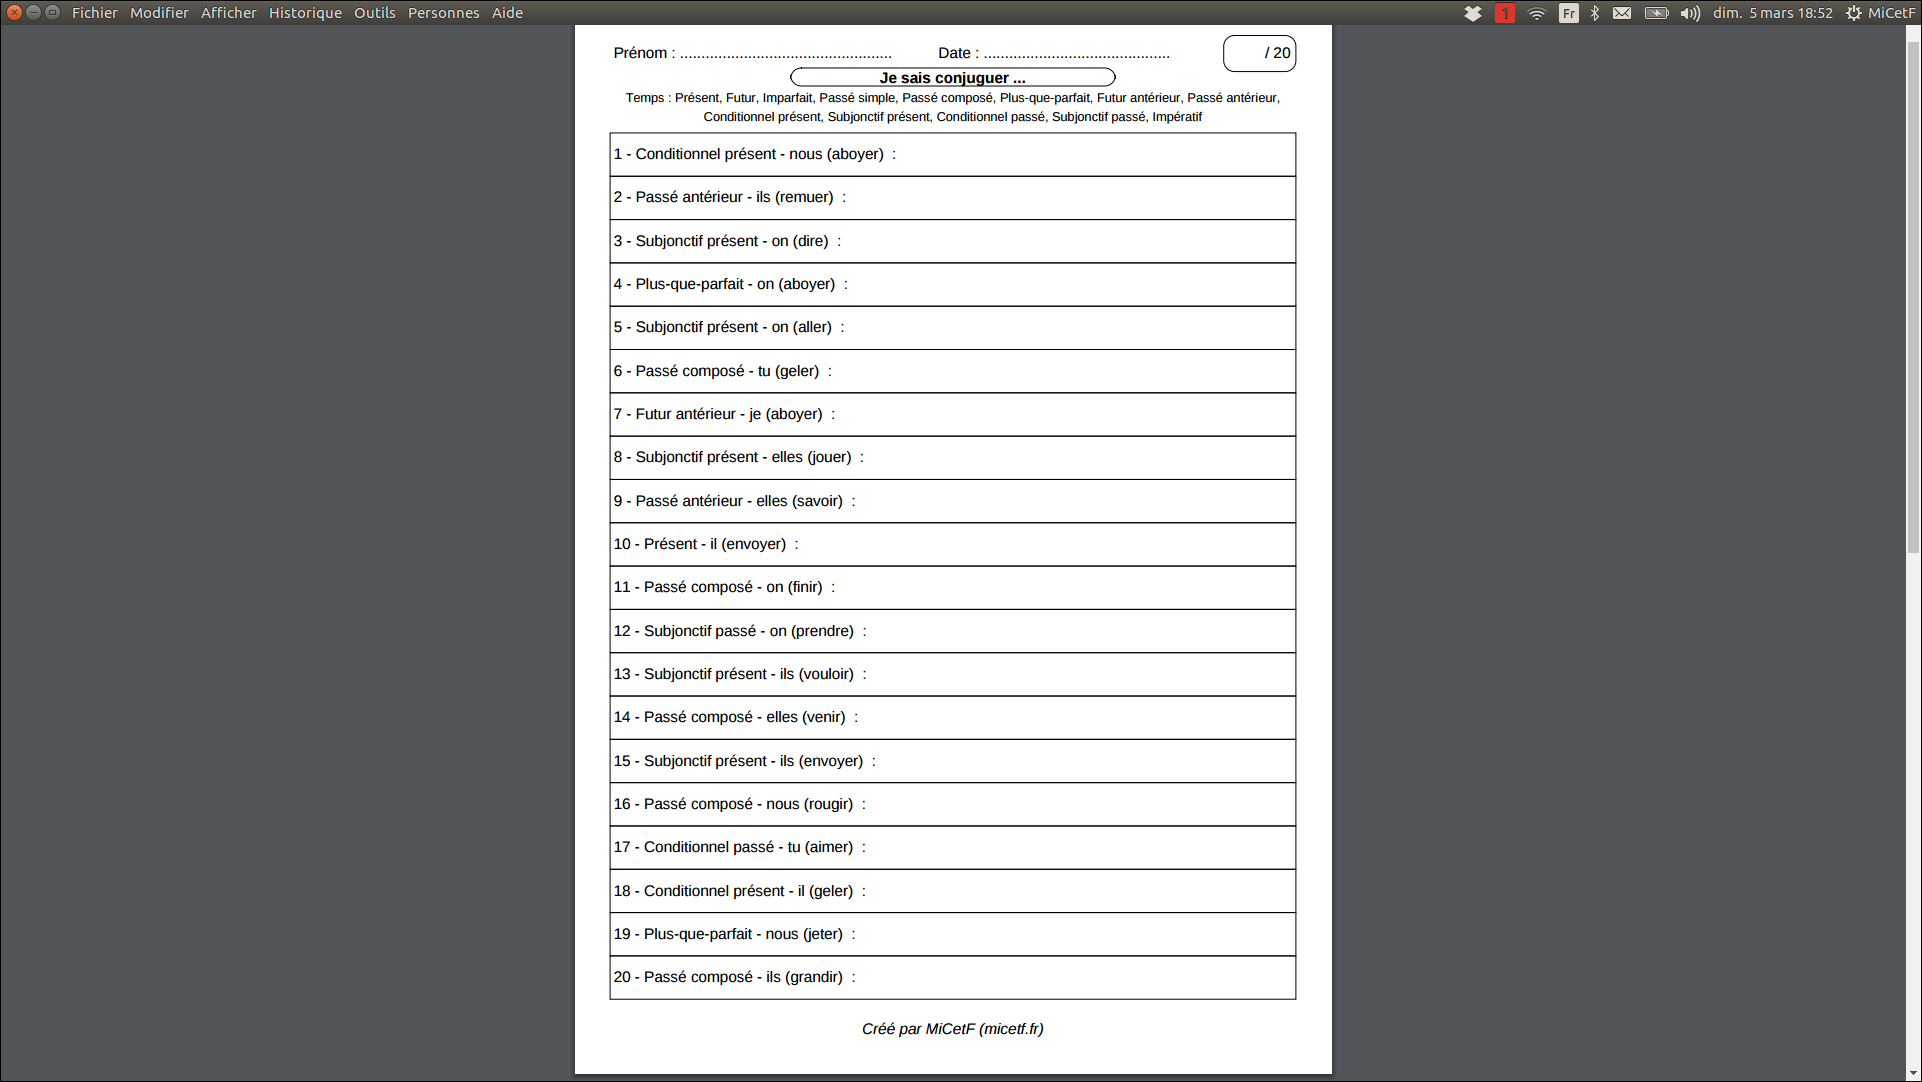 Fichier Modifier Afficher Historique Outils Personnes Aide 1 Fr dim. 5 mars 18:52 MiCetF
Prénom : .................................................. Date : ............................................ / 20
Je sais conjuguer ...
Temps : Présent, Futur, Imparfait, Passé simple, Passé composé, Plus-que-parfait, Futur antérieur, Passé antérieur,
Conditionnel présent, Subjonctif présent, Conditionnel passé, Subjonctif passé, Impératif
1 - Conditionnel présent - nous (aboyer) :
2 - Passé antérieur - ils (remuer) :
3 - Subjonctif présent - on (dire) :
4 - Plus-que-parfait - on (aboyer) :
5 - Subjonctif présent - on (aller) :
6 - Passé composé - tu (geler) :
7 - Futur antérieur - je (aboyer) :
8 - Subjonctif présent - elles (jouer) :
9 - Passé antérieur - elles (savoir) :
10 - Présent - il (envoyer) :
11 - Passé composé - on (finir) :
12 - Subjonctif passé - on (prendre) :
13 - Subjonctif présent - ils (vouloir) :
14 - Passé composé - elles (venir) :
15 - Subjonctif présent - ils (envoyer) :
16 - Passé composé - nous (rougir) :
17 - Conditionnel passé - tu (aimer) :
18 - Conditionnel présent - il (geler) :
19 - Plus-que-parfait - nous (jeter) :
20 - Passé composé - ils (grandir) :
Créé par MiCetF (micetf.fr)